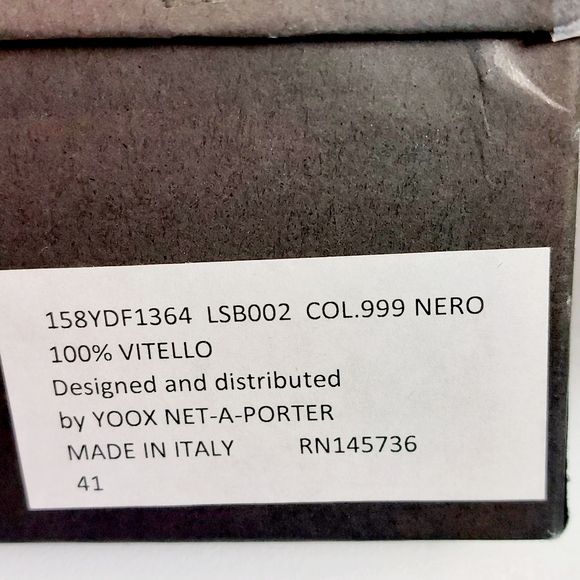 158YDF1364 LSB002 COL.999 NERO
100% VITELLO
Designed and distributed
by YOOX NET-A-PORTER
MADE IN ITALY RN145736
41